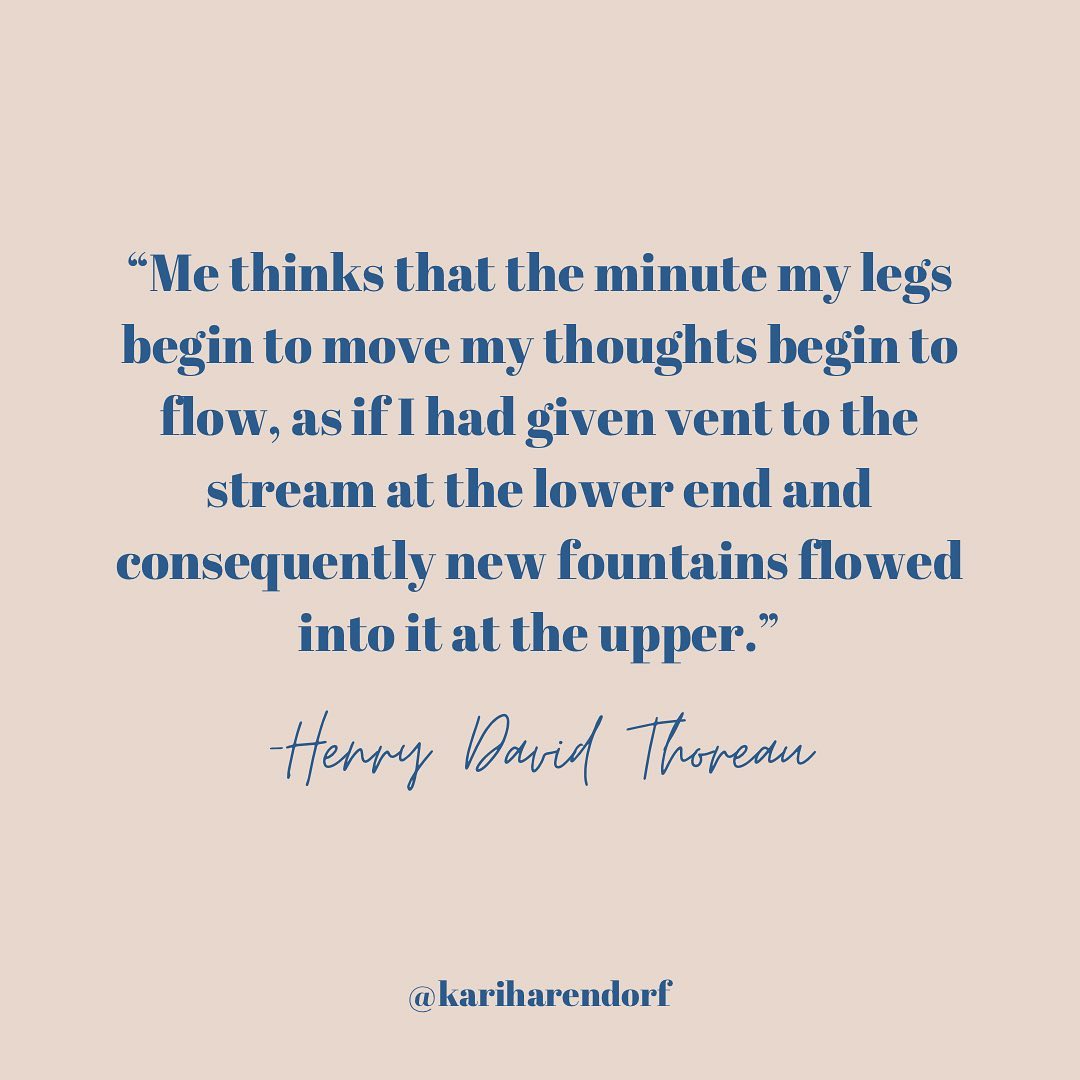 “Me thinks that the minute my legs
begin to move my thoughts begin to
flow, as if I had given vent to the
stream at the lower end and
consequently new fountains flowed
into it at the upper.”
-Henry David Thoreau
@kariharendorf